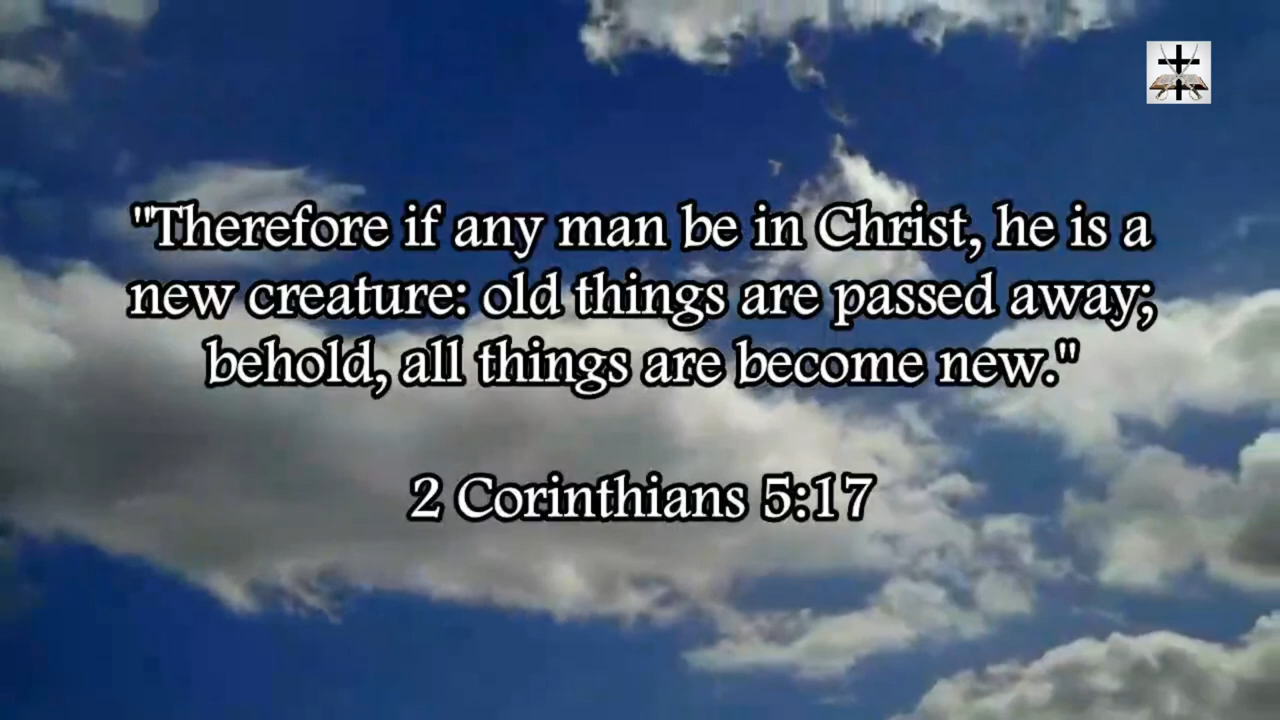 "Therefore if any man be in Christ, he is a
new creature: old things are passed away;
behold, all things are become new."
2 Corinthians 5:17